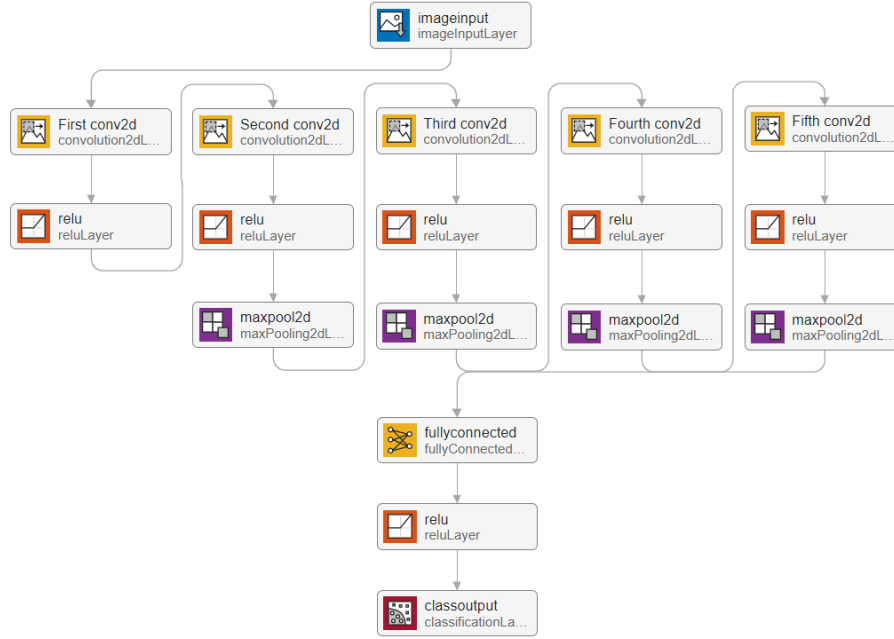 imageinput
imageInputLayer
First conv2d
convolution2dL...
Second conv2d
convolution2dL...
Third conv2d
convolution2dL...
Fourth conv2d
convolution2dL...
Fifth conv2d
convolution2dL...
relu
reluLayer
relu
reluLayer
relu
reluLayer
relu
reluLayer
relu
reluLayer
maxpool2d
maxPooling2dL...
maxpool2d
maxPooling2dL...
maxpool2d
maxPooling2dL...
maxpool2d
maxPooling2dL...
fullyconnected
fullyConnected...
relu
reluLayer
classoutput
classificationLa...